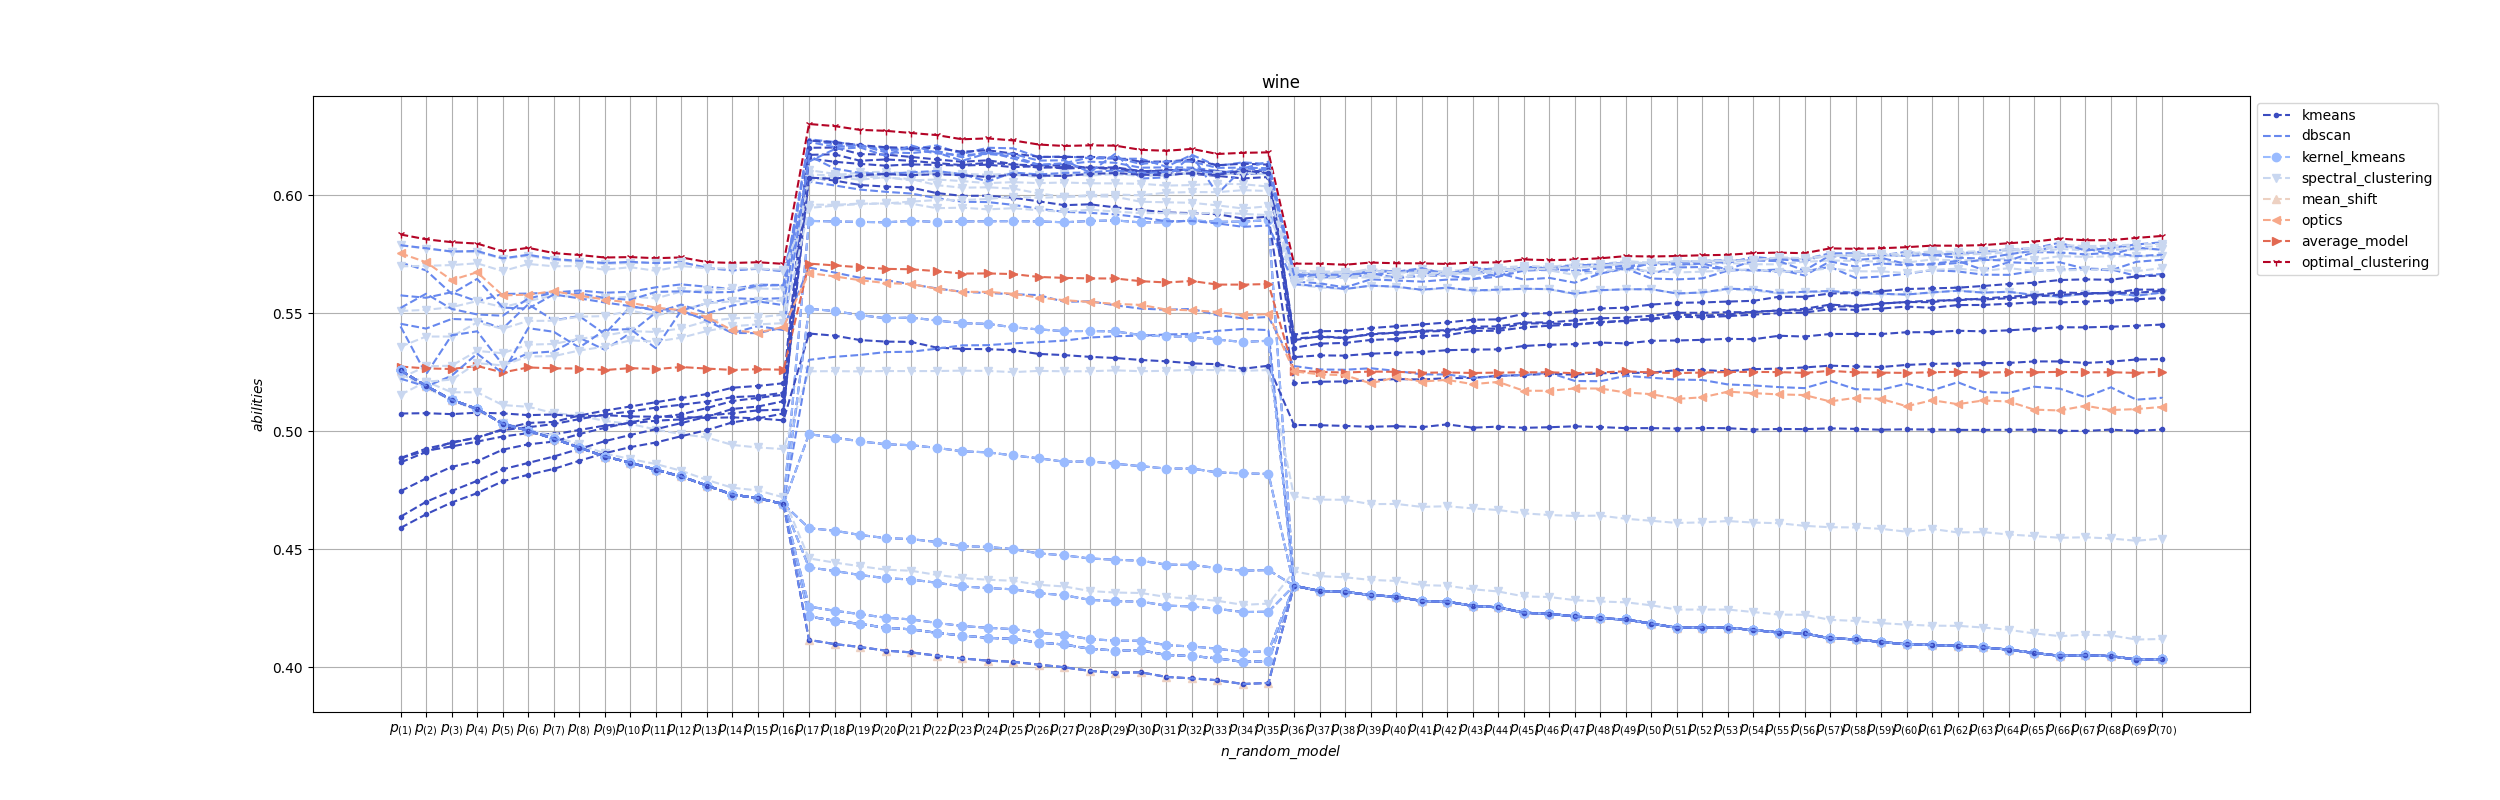 wine
kmeans
dbscan
kernel_kmeans
spectral_clustering
mean_shift
optics
average_model
optimal_clustering
abilities
0.60
0.55
0.50
0.45
0.40
p(1) p(2) p(3) p(4) p(5) p(6) p(7) p(8) p(9) p(10) p(11) p(12) p(13) p(14) p(15) p(16) p(17) p(18) p(19) p(20) p(21) p(22) p(23) p(24) p(25) p(26) p(27) p(28) p(29) p(30) p(31) p(32) p(33) p(34) p(35) p(36) p(37) p(38) p(39) p(40) p(41) p(42) p(43) p(44) p(45) p(46) p(47) p(48) p(49) p(50) p(51) p(52) p(53) p(54) p(55) p(56) p(57) p(58) p(59) p(60) p(61) p(62) p(63) p(64) p(65) p(66) p(67) p(68) p(69) p(70)
n_random_model